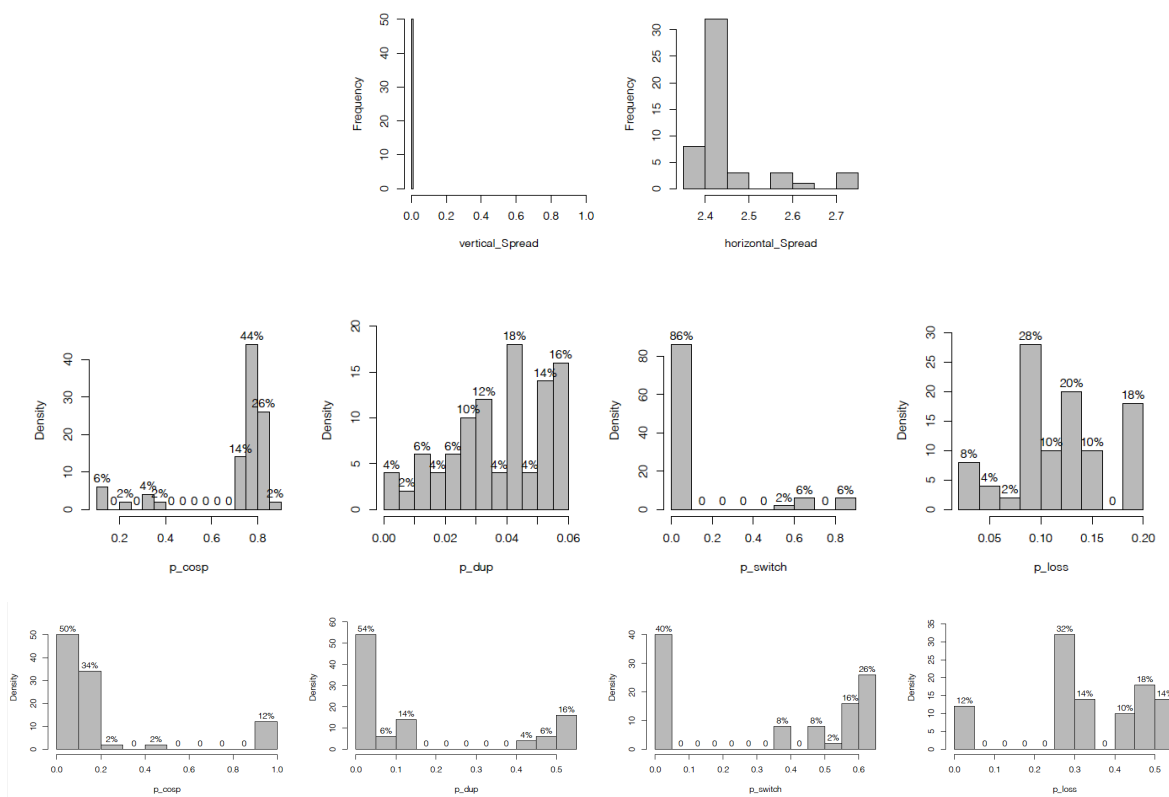 Frequency
0 10 20 30 40 50
0.0 0.2 0.4 0.6 0.8 1.0
vertical_Spread
Frequency
0 5 10 15 20 25 30
2.4 2.5 2.6 2.7
horizontal_Spread
Density
0 10 20 30 40
6% 0 2% 0 4% 2% 0 0 0 0 0 0 14% 44% 26% 2%
0.2 0.4 0.6 0.8
p_cosp
Density
0 5 10 15 20
4% 2% 6% 4% 6% 10% 12% 4% 18% 4% 14% 16%
0.00 0.02 0.04 0.06
p_dup
Density
0 20 40 60 80
86% 0 0 0 0 2% 6% 0 6%
0.0 0.2 0.4 0.6 0.8
p_switch
Density
0 5 10 15 20 25 30
8% 4% 2% 28% 10% 20% 10% 0 18%
0.05 0.10 0.15 0.20
p_loss
Density
0 10 20 30 40 50
50% 34% 2% 0 2% 0 0 0 0 12%
0.0 0.2 0.4 0.6 0.8 1.0
p_cosp
Density
0 10 20 30 40 50 60
54% 6% 14% 0 0 0 0 0 4% 6% 16%
0.0 0.1 0.2 0.3 0.4 0.5
p_dup
Density
0 10 20 30 40
40% 0 0 0 0 0 0 8% 0 8% 2% 16% 26%
0.0 0.1 0.2 0.3 0.4 0.5 0.6
p_switch
Density
0 5 10 15 20 25 30 35
12% 0 0 0 0 32% 14% 0 10% 18% 14%
0.0 0.1 0.2 0.3 0.4 0.5
p_loss